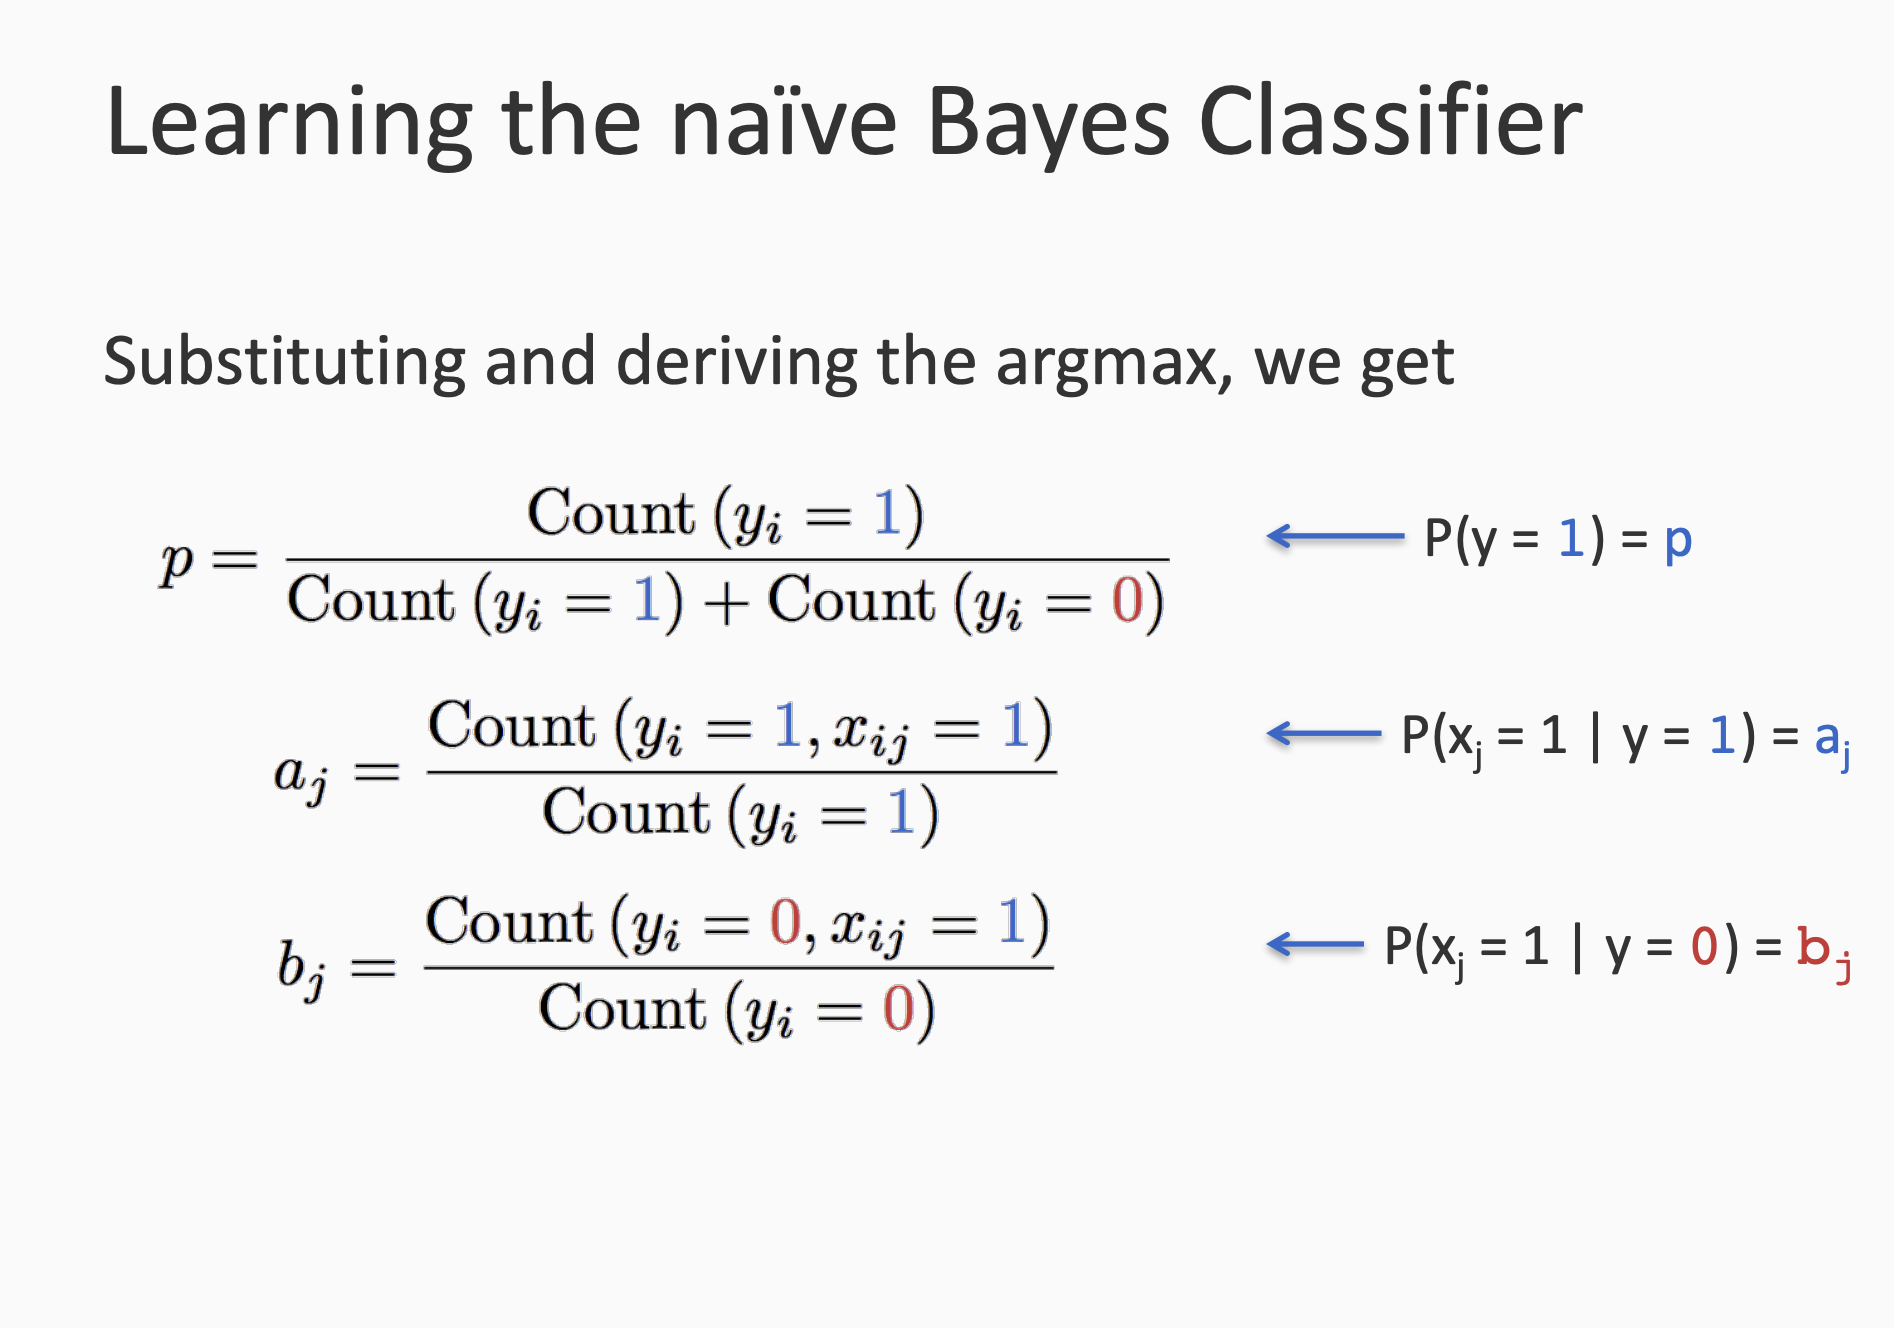 Learning the naïve Bayes Classifier
Substituting and deriving the argmax, we get
p = Count (y_i = 1) / (Count (y_i = 1) + Count (y_i = 0)) ← P(y = 1) = p
a_j = Count (y_i = 1, x_ij = 1) / Count (y_i = 1) ← P(x_j = 1 | y = 1) = a_j
b_j = Count (y_i = 0, x_ij = 1) / Count (y_i = 0) ← P(x_j = 1 | y = 0) = b_j